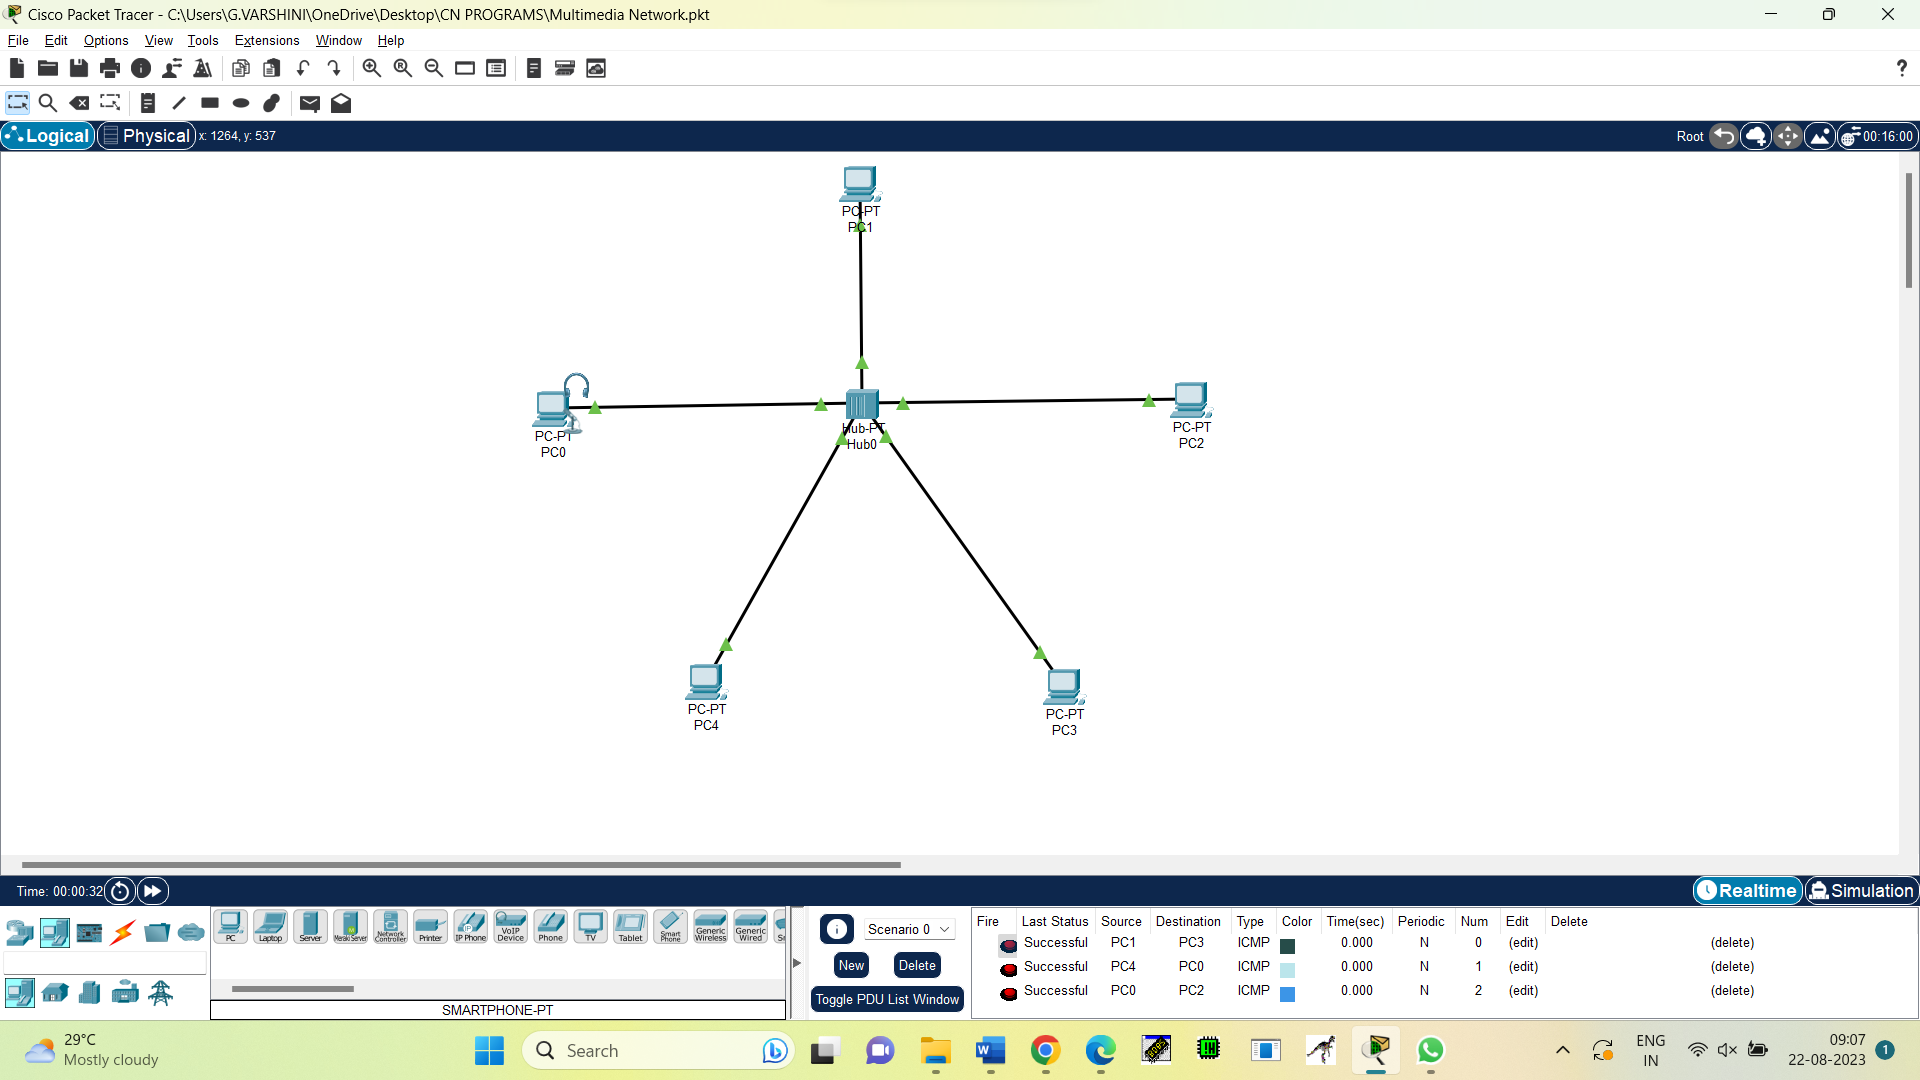 Cisco Packet Tracer - C:\Users\G.VARSHINI\OneDrive\Desktop\CN PROGRAMS\Multimedia Network.pkt
File Edit Options View Tools Extensions Window Help
?
Logical Physical x: 1264, y: 537 Root 00:16:00
PC-PT
PC1
PC-PT
PC0
Hub-PT
Hub0
PC-PT
PC2
PC-PT
PC4
PC-PT
PC3
Time: 00:00:32 Realtime Simulation
PC Laptop Server Meraki Server Network Controller Printer IP Phone VoIP Device Phone TV Tablet Smart Phone Generic Wireless Generic Wired
SMARTPHONE-PT
Scenario 0
New Delete
Toggle PDU List Window
Fire Last Status Source Destination Type Color Time(sec) Periodic Num Edit Delete
Successful PC1 PC3 ICMP 0.000 N 0 (edit) (delete)
Successful PC4 PC0 ICMP 0.000 N 1 (edit) (delete)
Successful PC0 PC2 ICMP 0.000 N 2 (edit) (delete)
29°C
Mostly cloudy
Search
ENG
IN
09:07
22-08-2023
1